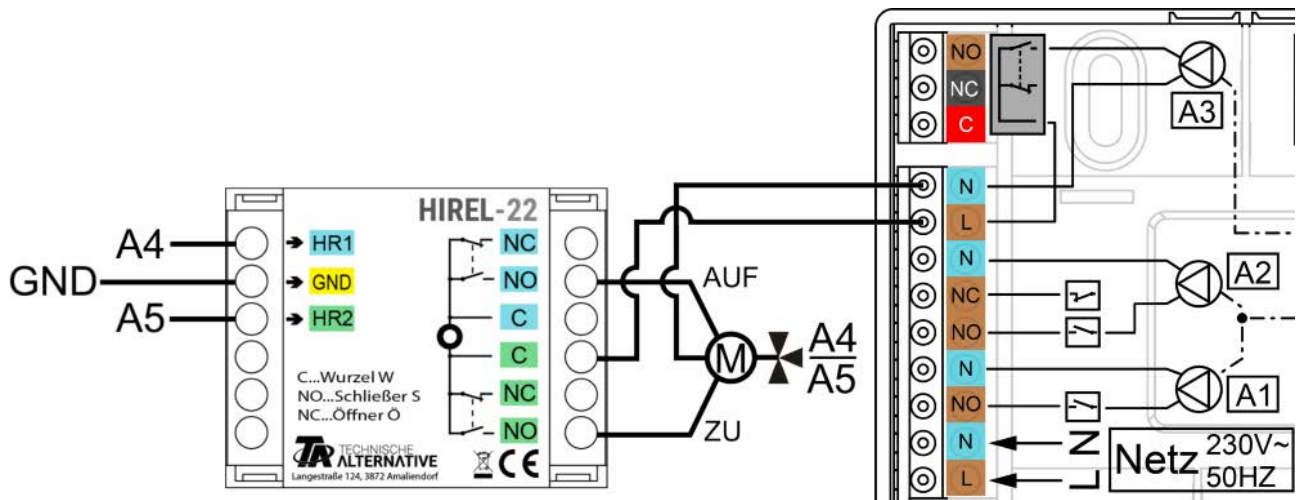 A4
GND
A5
HIREL-22
HR1
GND
HR2
NC
NO
C
C
NC
NO
C...Wurzel W
NO...Schließer S
NC...Öffner Ö
TA TECHNISCHE
ALTERNATIVE
Langestraße 124, 3872 Amaliendorf
CE
AUF
M
A4
A5
ZU
NO
NC
C
N
L
N
NC
NO
N
NO
N
L
A3
A2
A1
N
L
Netz 230V~
50HZ